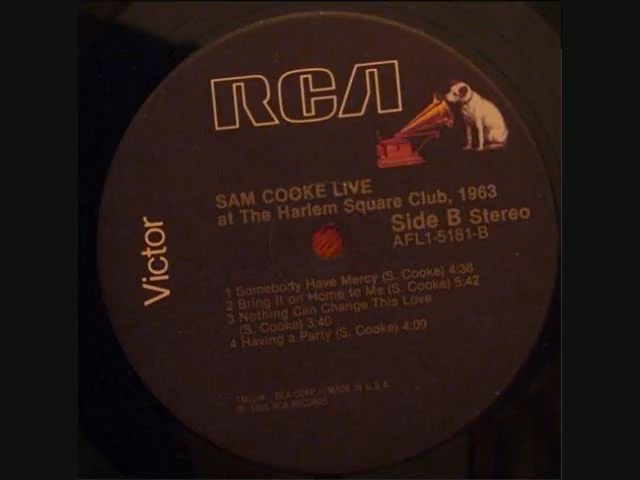 RCA
Victor
SAM COOKE LIVE
at The Harlem Square Club, 1963
Side B Stereo
AFL1-5181-B
1 Somebody Have Mercy (S. Cooke) 4:38
2 Bring It on Home to Me (S. Cooke) 5:42
3 Nothing Can Change This Love
(S. Cooke) 3:40
4 Having a Party (S. Cooke) 4:09
RCA CORP — MADE IN U.S.A.
RCA RECORDS